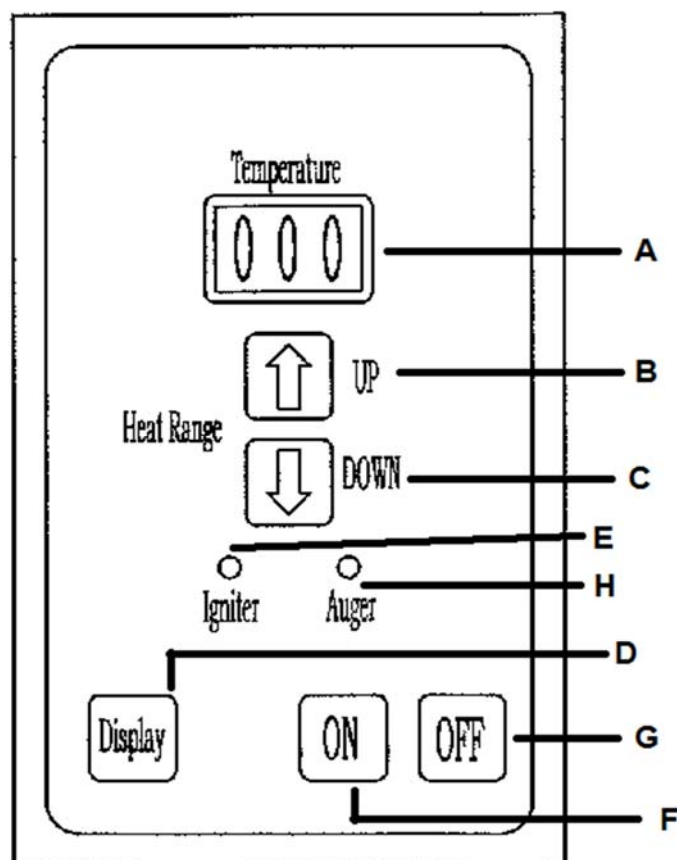 Temperature
000
A
UP
B
Heat Range
DOWN
C
E
Igniter
Auger
H
D
Display
ON
OFF
G
F